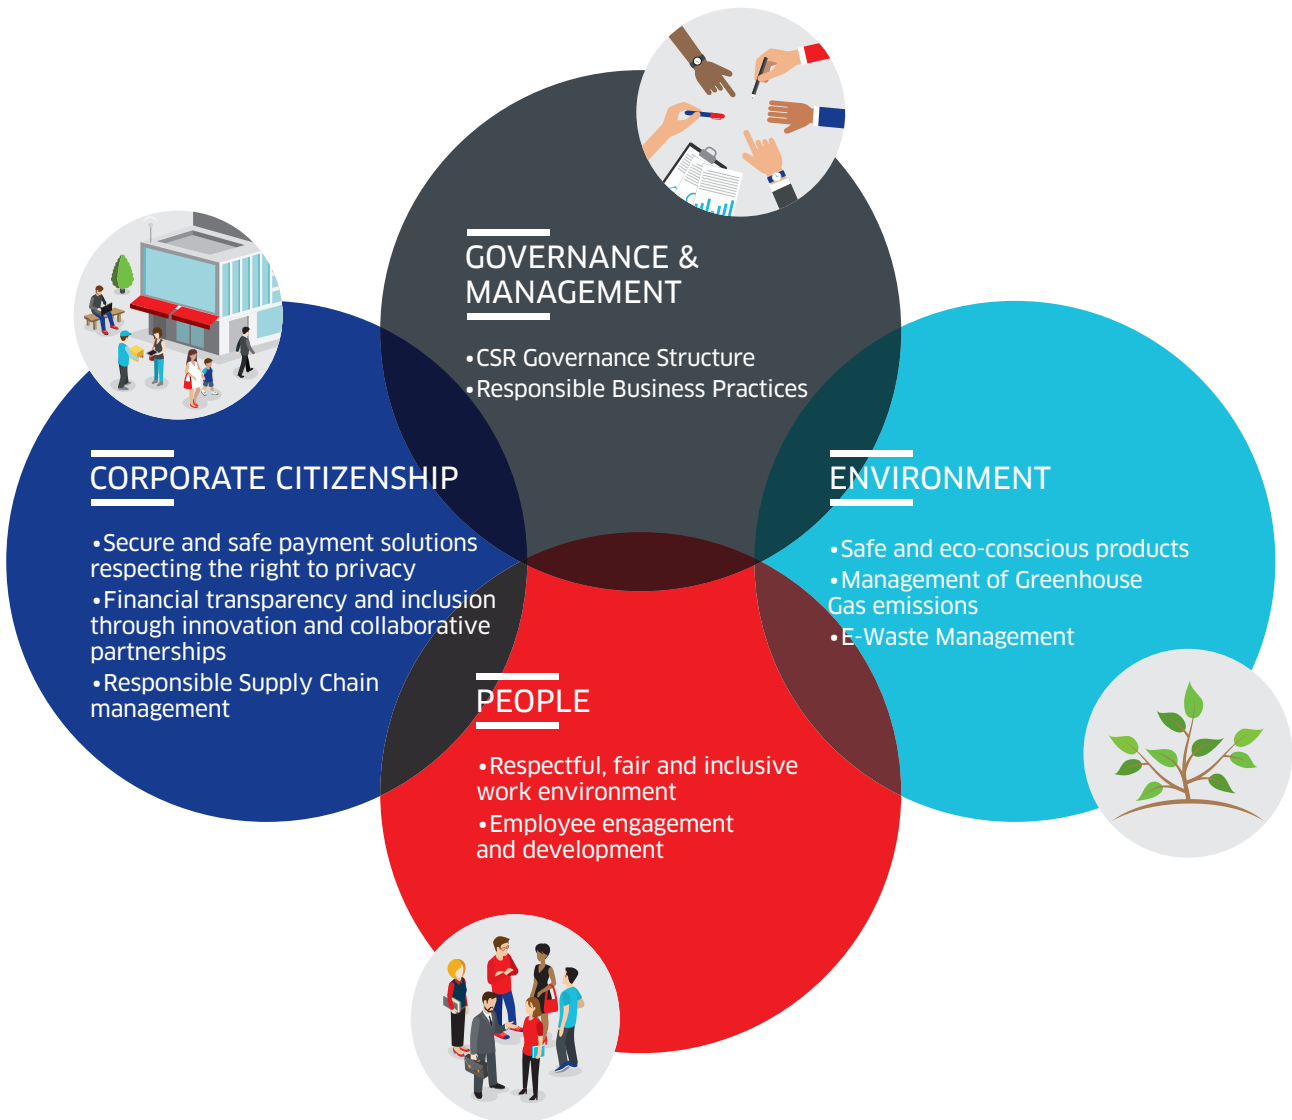 GOVERNANCE &
MANAGEMENT
•CSR Governance Structure
•Responsible Business Practices
CORPORATE CITIZENSHIP
•Secure and safe payment solutions
respecting the right to privacy
•Financial transparency and inclusion
through innovation and collaborative
partnerships
•Responsible Supply Chain
management
ENVIRONMENT
•Safe and eco-conscious products
•Management of Greenhouse
Gas emissions
•E-Waste Management
PEOPLE
•Respectful, fair and inclusive
work environment
•Employee engagement
and development